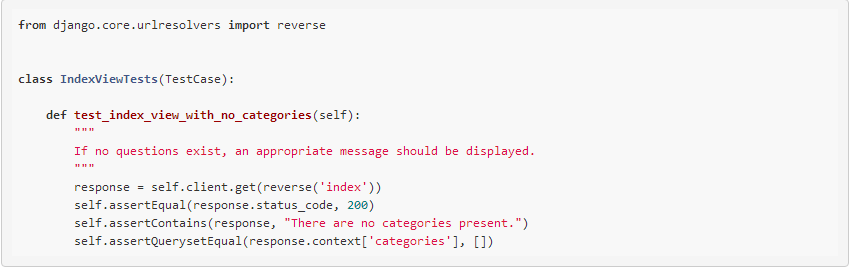 from django.core.urlresolvers import reverse
class IndexViewTests(TestCase):
    def test_index_view_with_no_categories(self):
        """
        If no questions exist, an appropriate message should be displayed.
        """
        response = self.client.get(reverse('index'))
        self.assertEqual(response.status_code, 200)
        self.assertContains(response, "There are no categories present.")
        self.assertQuerysetEqual(response.context['categories'], [])